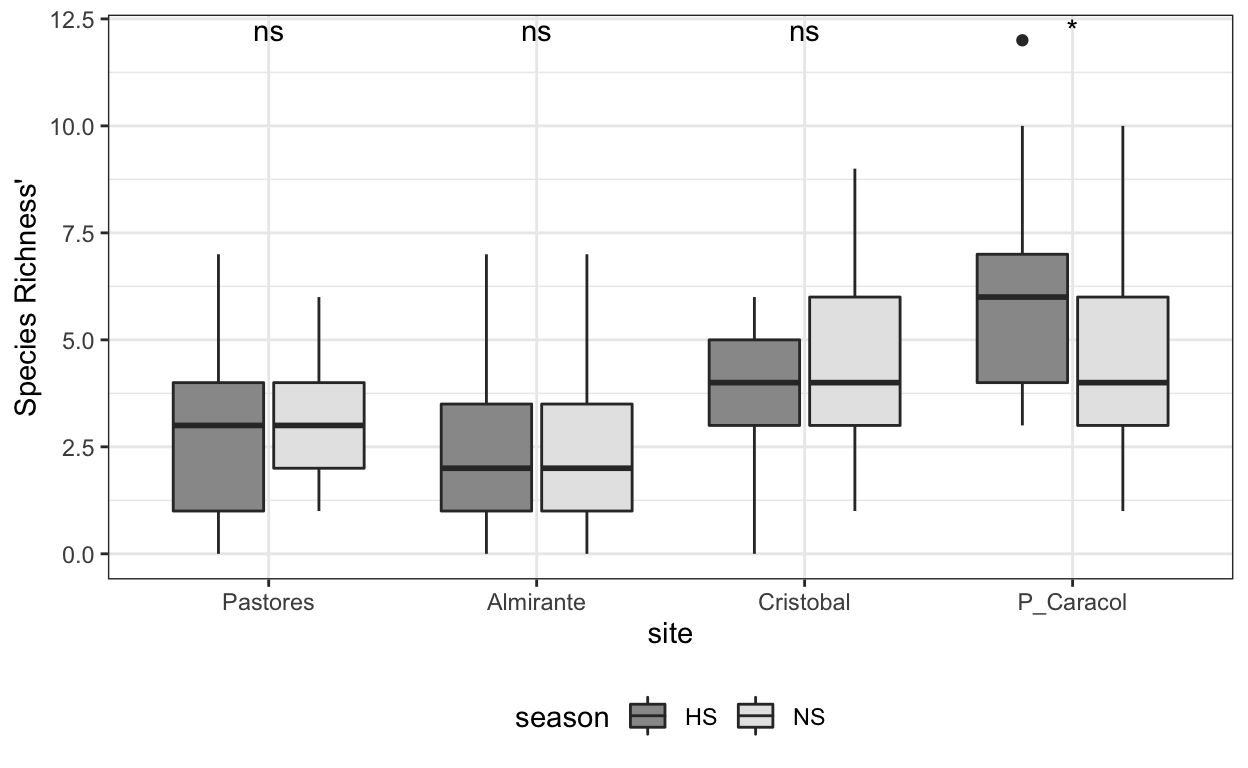 12.5
ns ns ns *
10.0
7.5
5.0
2.5
0.0
Species Richness'
Pastores Almirante Cristobal P_Caracol
site
season HS NS